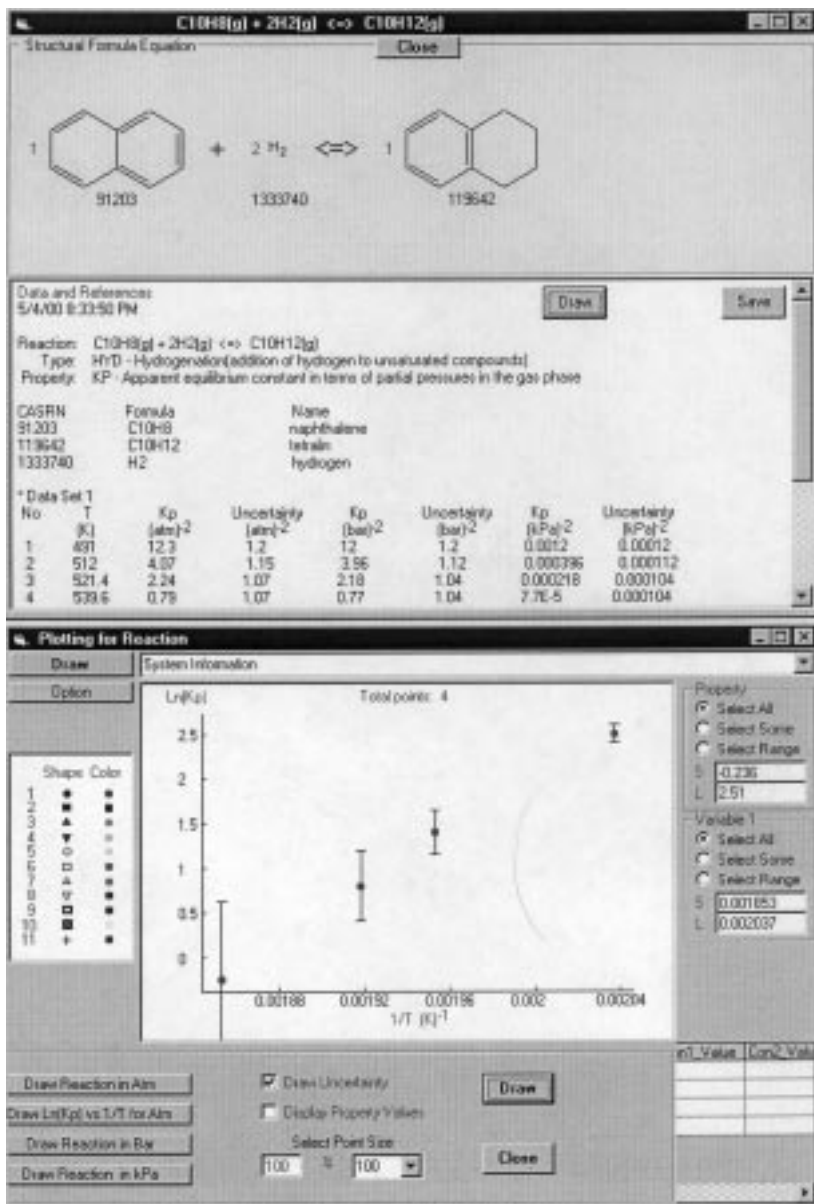 C10H8(g) + 2H2(g) <=> C10H12(g)
Structural Formula Equation
Close
1 + 2 H2 <=> 1
91203 1333740 119642
Data and References
5/4/00 8:33:50 PM
Draw
Save
Reaction: C10H8(g) + 2H2(g) <=> C10H12(g)
Type: HYD - Hydrogenation(addition of hydrogen to unsaturated compounds)
Property: KP - Apparent equilibrium constant in terms of partial pressures in the gas phase
CASRN Formula Name
91203 C10H8 naphthalene
119642 C10H12 tetralin
1333740 H2 hydrogen
* Data Set 1
No T Kp Uncertainty Kp Uncertainty Kp Uncertainty
(K) (atm)-2 (atm)-2 (bar)-2 (bar)-2 (kPa)-2 (kPa)-2
1 491 12.3 1.2 12 1.2 0.0012 0.00012
2 512 4.07 1.15 3.96 1.12 0.000396 0.000112
3 521.4 2.24 1.07 2.18 1.04 0.000218 0.000104
4 539.6 0.79 1.07 0.77 1.04 7.7E-5 0.000104
Plotting for Reaction
Draw
System Information
Option
Ln(Kp)
Total points: 4
2.5
2
1.5
1
0.5
0
0.00188 0.00192 0.00196 0.002 0.00204
1/T (K)-1
Shape Color
1
2
3
4
5
6
7
8
9
10
11
Property
Select All
Select Some
Select Range
S -0.236
L 2.51
Variable 1
Select All
Select Some
Select Range
S 0.001853
L 0.002037
Con2_Valu
Draw Reaction in Atm
Draw Ln(Kp) vs 1/T for Atm
Draw Reaction in Bar
Draw Reaction in kPa
Draw Uncertainty
Display Property Values
Select Point Size
100 % 100
Draw
Close